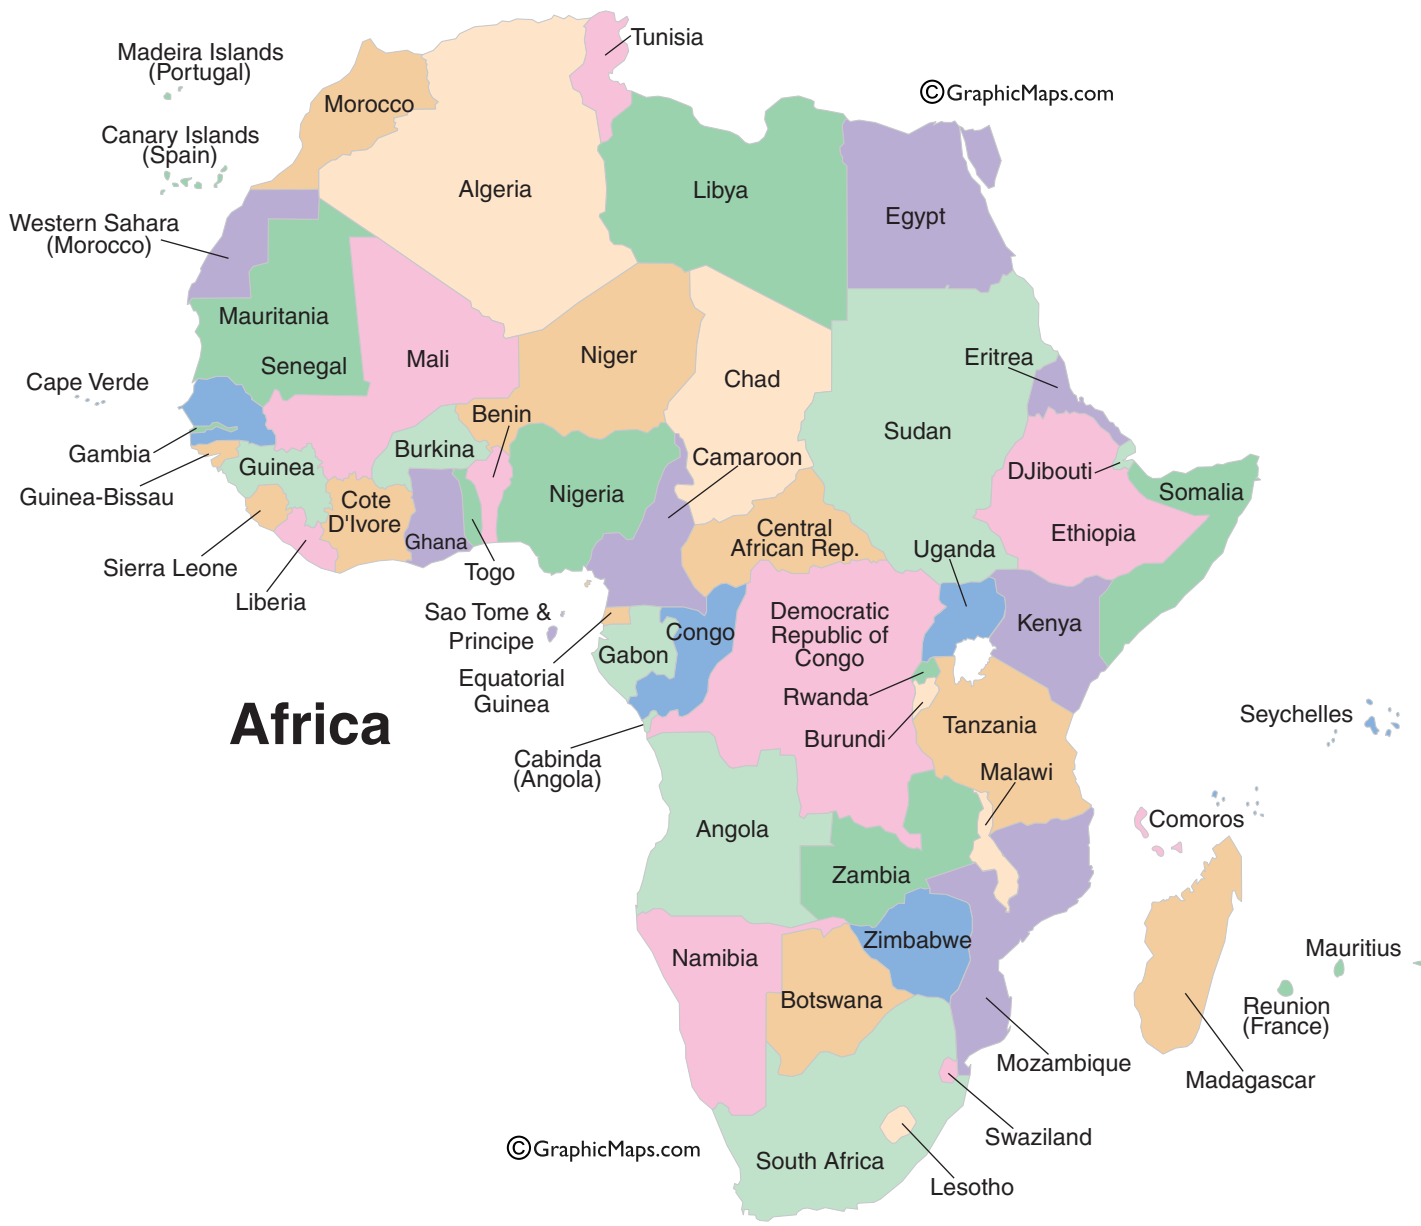 Tunisia
Madeira Islands
(Portugal)
©GraphicMaps.com
Morocco
Canary Islands
(Spain)
Algeria
Libya
Egypt
Western Sahara
(Morocco)
Mauritania
Senegal
Mali
Niger
Chad
Eritrea
Cape Verde
Benin
Sudan
Burkina
Camaroon
Gambia
Guinea
DJibouti
Guinea-Bissau
Nigeria
Somalia
Cote
D'Ivore
Central
African Rep.
Ethiopia
Ghana
Uganda
Sierra Leone
Togo
Liberia
Sao Tome &
Principe
Democratic
Republic of
Congo
Kenya
Congo
Gabon
Equatorial
Guinea
Rwanda
Africa
Burundi
Tanzania
Seychelles
Cabinda
(Angola)
Malawi
Angola
Comoros
Zambia
Zimbabwe
Namibia
Mauritius
Botswana
Reunion
(France)
Mozambique
Madagascar
Swaziland
©GraphicMaps.com
South Africa
Lesotho